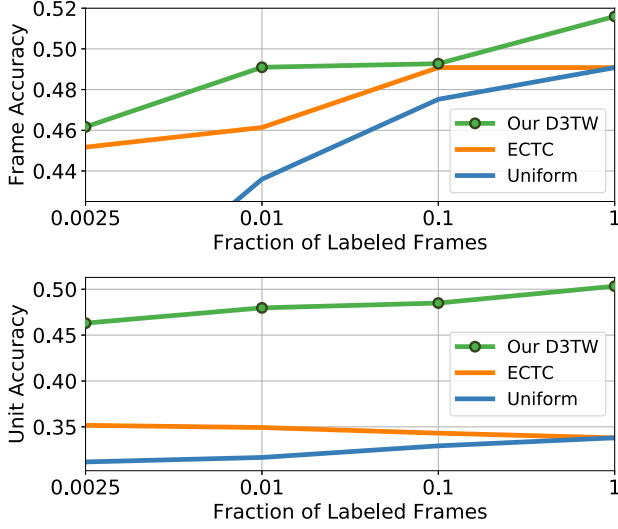 0.52
0.50
0.48
0.46
0.44
Frame Accuracy
Our D3TW
ECTC
Uniform
0.0025 0.01 0.1 1
Fraction of Labeled Frames
0.50
0.45
0.40
0.35
Unit Accuracy
Our D3TW
ECTC
Uniform
0.0025 0.01 0.1 1
Fraction of Labeled Frames